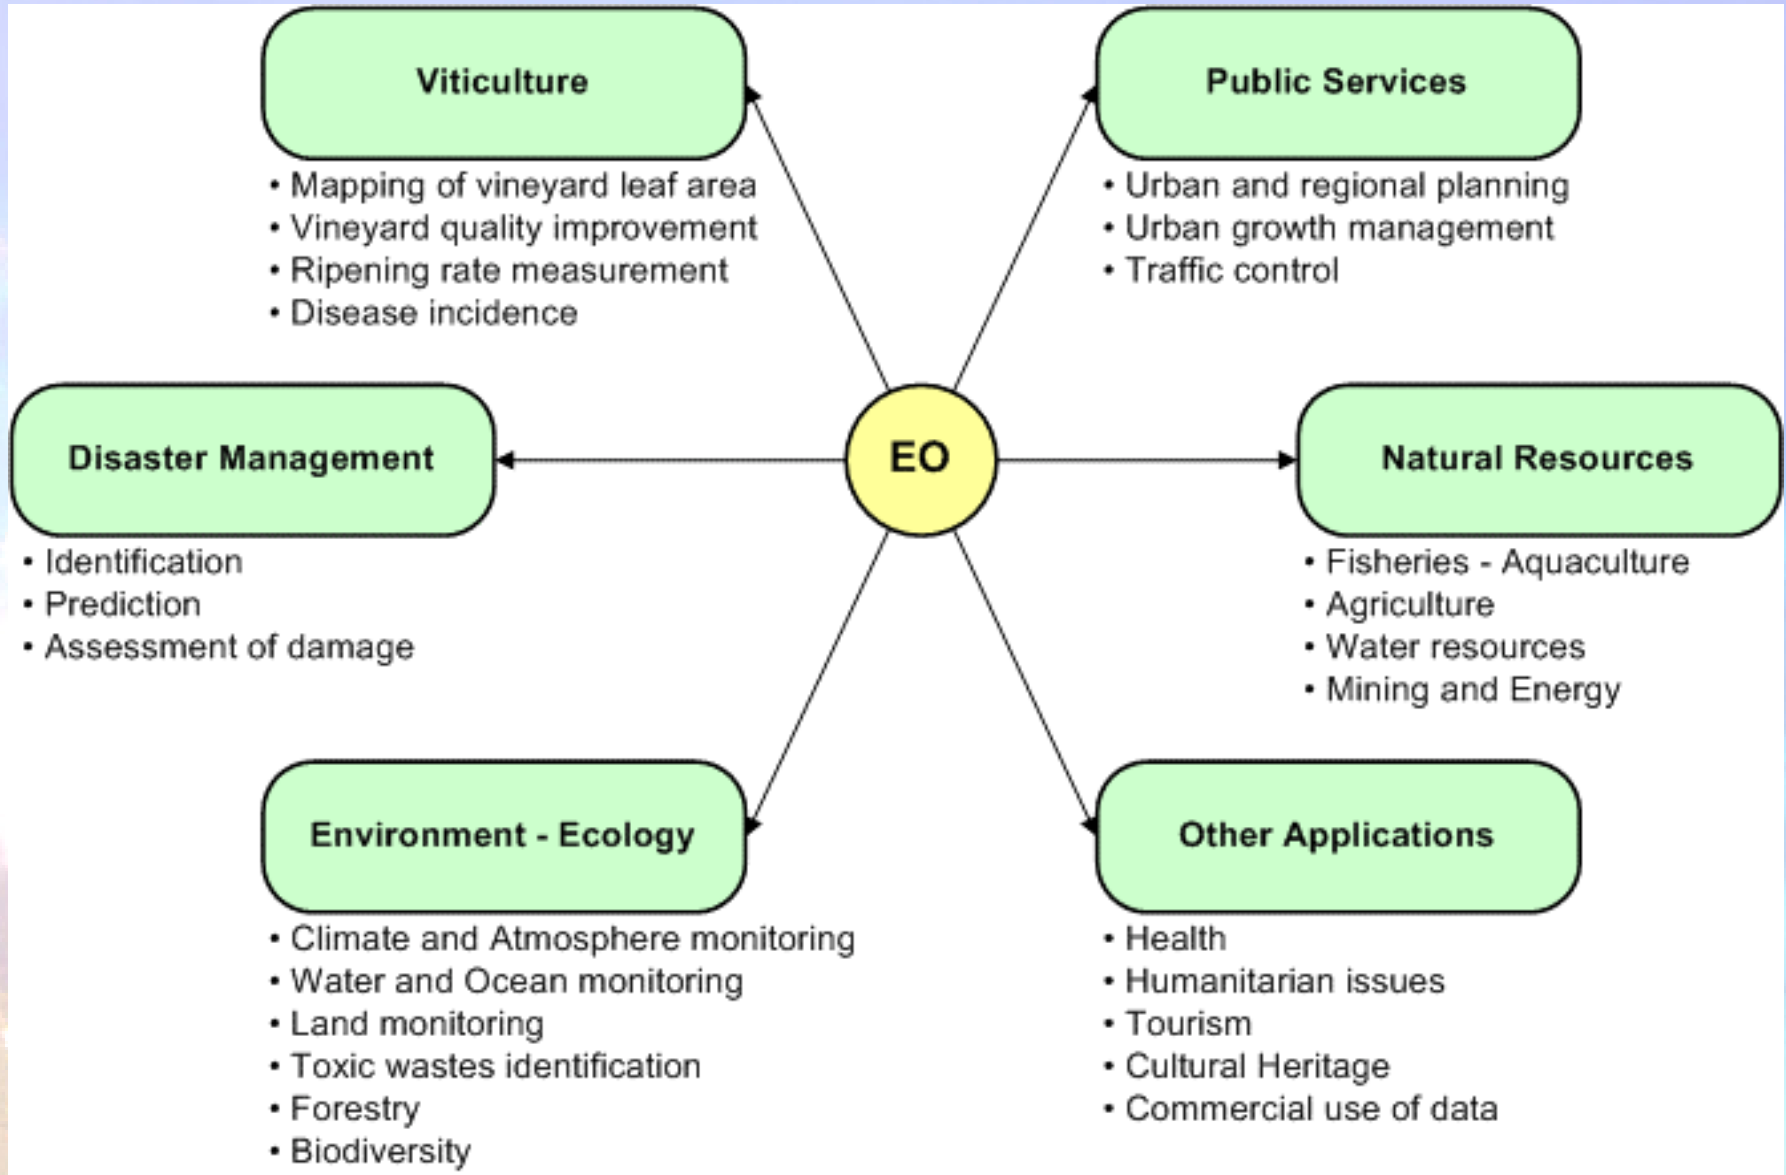 Viticulture
• Mapping of vineyard leaf area
• Vineyard quality improvement
• Ripening rate measurement
• Disease incidence
Public Services
• Urban and regional planning
• Urban growth management
• Traffic control
Disaster Management
• Identification
• Prediction
• Assessment of damage
EO
Natural Resources
• Fisheries - Aquaculture
• Agriculture
• Water resources
• Mining and Energy
Environment - Ecology
• Climate and Atmosphere monitoring
• Water and Ocean monitoring
• Land monitoring
• Toxic wastes identification
• Forestry
• Biodiversity
Other Applications
• Health
• Humanitarian issues
• Tourism
• Cultural Heritage
• Commercial use of data